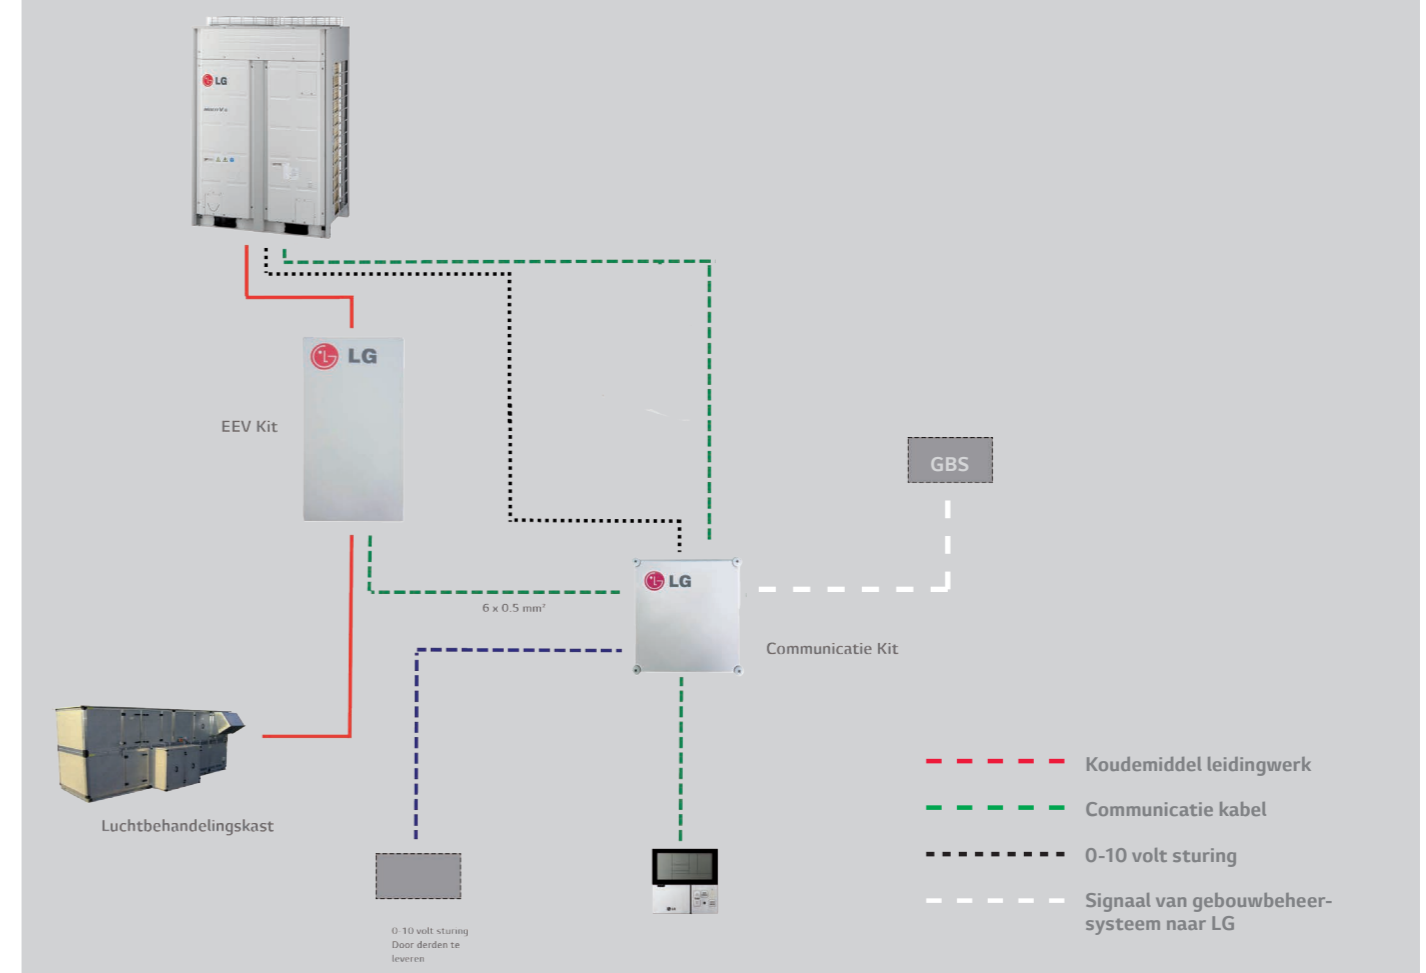 LG
LG
EEV Kit
GBS
LG
6 x 0.5 mm²
Communicatie Kit
Koudemiddel leidingwerk
Luchtbehandelingskast
Communicatie kabel
0-10 volt sturing
Signaal van gebouwbeheer-
systeem naar LG
LG
0-10 volt sturing
Door derden te
leveren